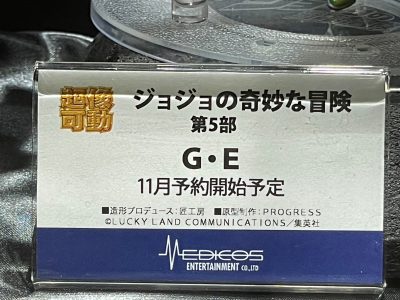 超像可動
ジョジョの奇妙な冒険
第5部
G・E
11月予約開始予定
■造形プロデュース：匠工房 ■原型制作：PROGRESS
©LUCKY LAND COMMUNICATIONS／集英社
MEDICOS
ENTERTAINMENT CO.,LTD